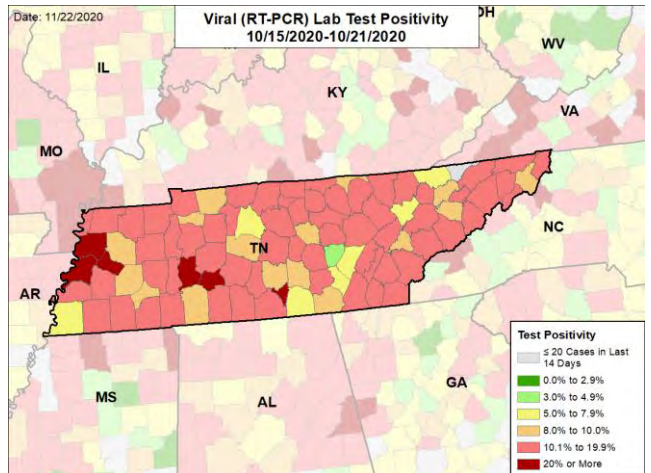 Date: 11/22/2020
Viral (RT-PCR) Lab Test Positivity
10/15/2020-10/21/2020
OH
WV
IL
KY
VA
MO
TN
NC
AR
MS
AL
GA
Test Positivity
≤ 20 Cases in Last
14 Days
0.0% to 2.9%
3.0% to 4.9%
5.0% to 7.9%
8.0% to 10.0%
10.1% to 19.9%
20% or More